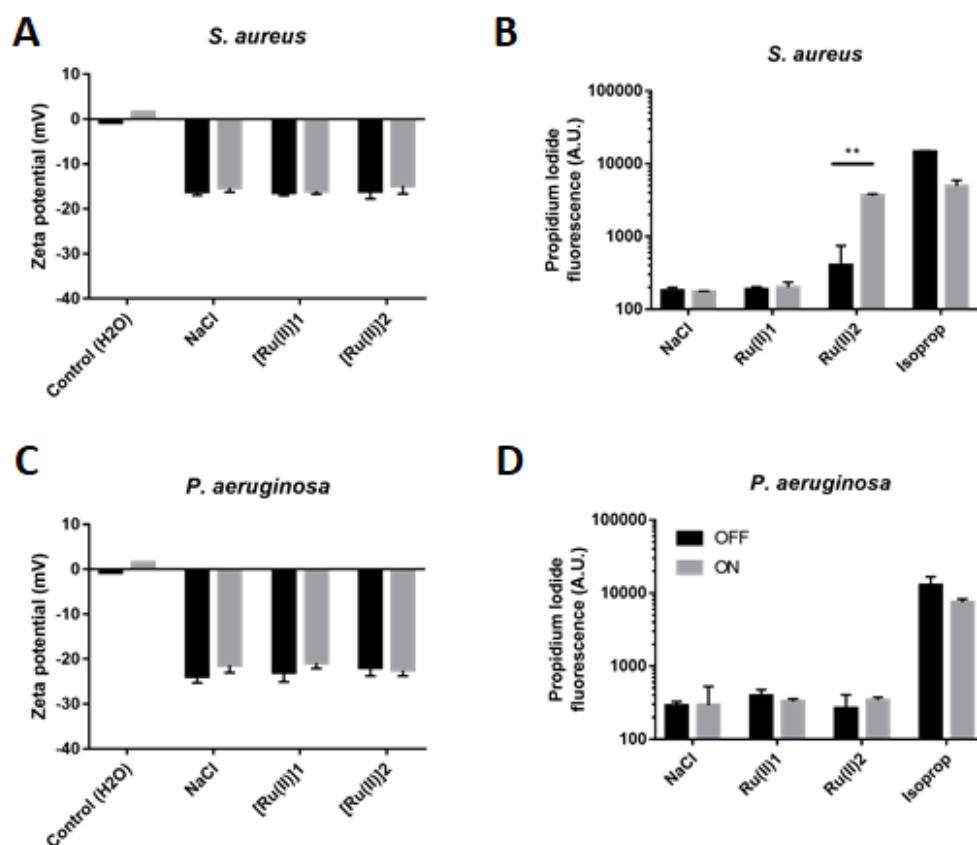 A
S. aureus
Zeta potential (mV)
10
0
-10
-20
-30
-40
Control (H2O)
NaCl
[Ru(II)]1
[Ru(II)]2
B
S. aureus
Propidium Iodide
fluorescence (A.U.)
100000
10000
1000
100
**
NaCl
Ru(II)1
Ru(II)2
Isoprop
C
P. aeruginosa
Zeta potential (mV)
10
0
-10
-20
-30
-40
Control (H2O)
NaCl
[Ru(II)]1
[Ru(II)]2
D
P. aeruginosa
Propidium Iodide
fluorescence (A.U.)
100000
10000
1000
100
OFF
ON
NaCl
Ru(II)1
Ru(II)2
Isoprop